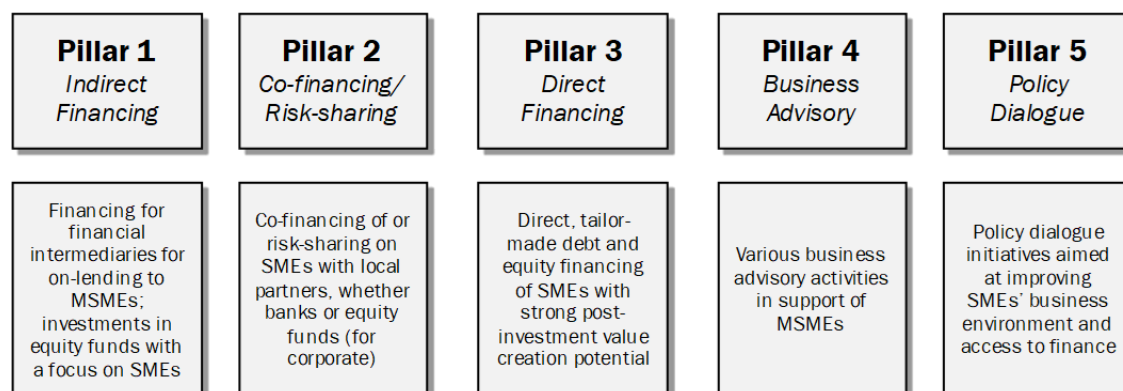 Pillar 1
Indirect
Financing
Pillar 2
Co-financing/
Risk-sharing
Pillar 3
Direct
Financing
Pillar 4
Business
Advisory
Pillar 5
Policy
Dialogue
Financing for
financial
intermediaries for
on-lending to
MSMEs;
investments in
equity funds with
a focus on SMEs
Co-financing of or
risk-sharing on
SMEs with local
partners, whether
banks or equity
funds (for
corporate)
Direct, tailor-
made debt and
equity financing
of SMEs with
strong post-
investment value
creation potential
Various business
advisory activities
in support of
MSMEs
Policy dialogue
initiatives aimed
at improving
SMEs’ business
environment and
access to finance